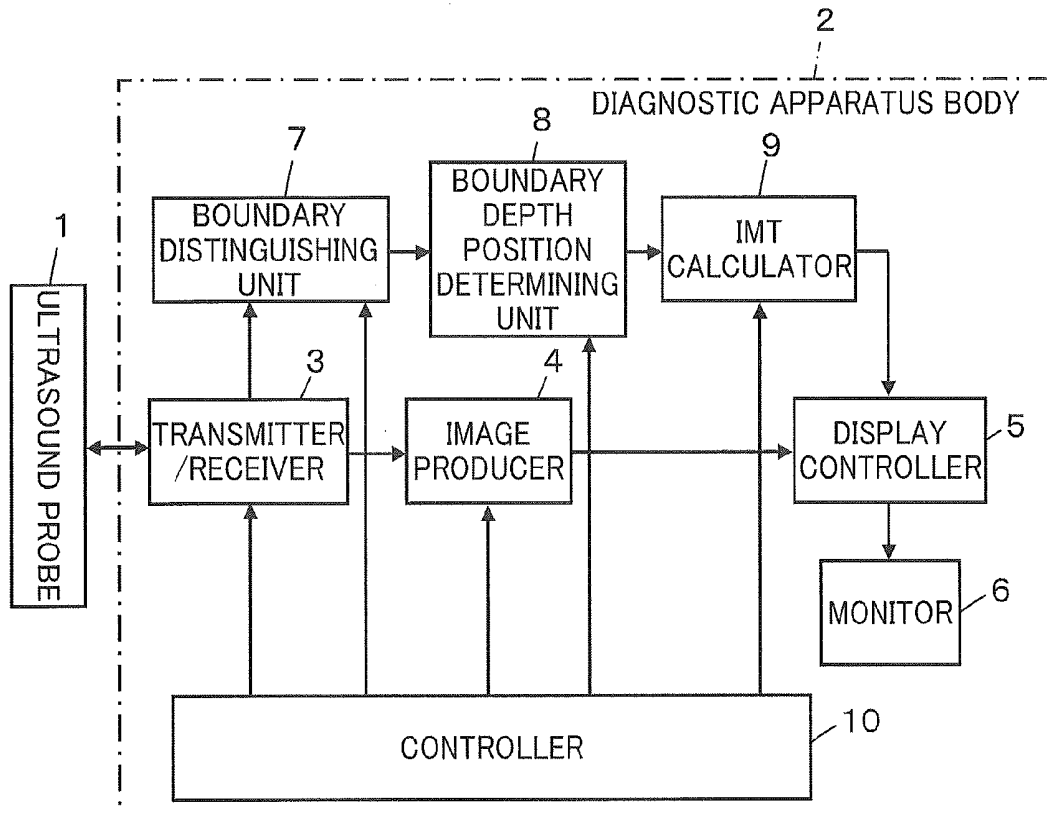 2
DIAGNOSTIC APPARATUS BODY
7
BOUNDARY
DISTINGUISHING
UNIT
8
BOUNDARY
DEPTH
POSITION
DETERMINING
UNIT
9
IMT
CALCULATOR
1
ULTRASOUND PROBE
3
TRANSMITTER
/RECEIVER
4
IMAGE
PRODUCER
5
DISPLAY
CONTROLLER
6
MONITOR
10
CONTROLLER